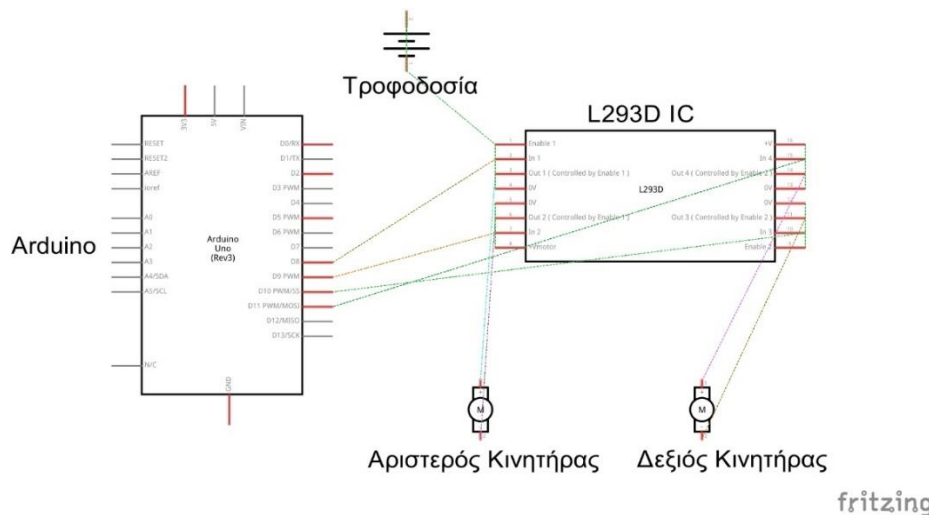 Τροφοδοσία
L293D IC
Arduino
3V3
5V
VIN
RESET
RESET2
AREF
ioref
A0
A1
A2
A3
A4/SDA
A5/SCL
N/C
Arduino
Uno
(Rev3)
D0/RX
D1/TX
D2
D3 PWM
D4
D5 PWM
D6 PWM
D7
D8
D9 PWM
D10 PWM/SS
D11 PWM/MOSI
D12/MISO
D13/SCK
GND
Enable 1
In 1
Out 1 ( Controlled by Enable 1 )
0V
0V
Out 2 ( Controlled by Enable 1 )
In 2
+Vmotor
L293D
+V
In 4
Out 4 ( Controlled by Enable 2 )
0V
0V
Out 3 ( Controlled by Enable 2 )
In 3
Enable 2
M
M
Αριστερός Κινητήρας
Δεξιός Κινητήρας
fritzing